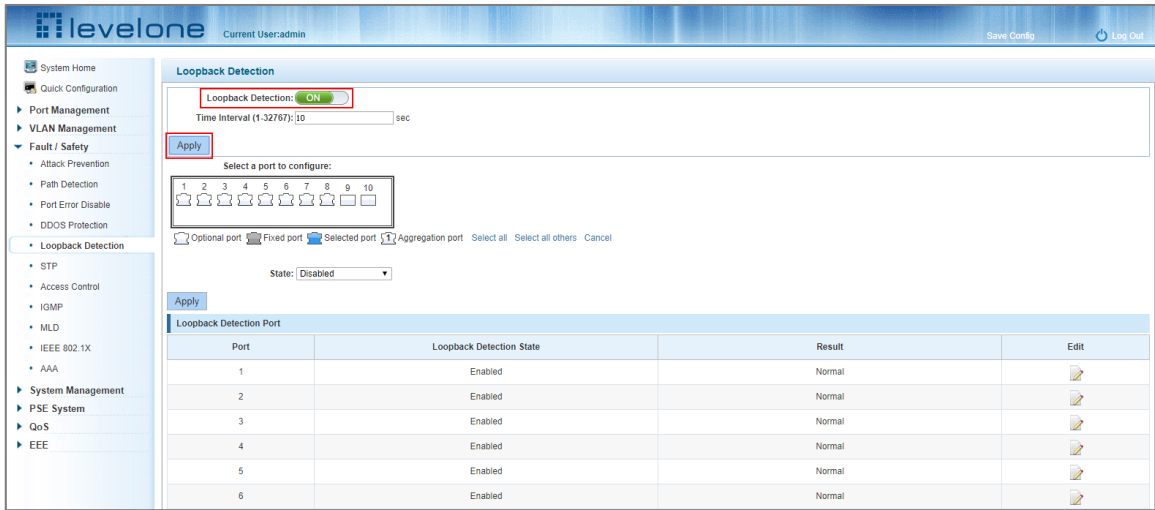 levelone Current User:admin Save Config Log Out
System Home
Quick Configuration
Port Management
VLAN Management
Fault / Safety
Attack Prevention
Path Detection
Port Error Disable
DDOS Protection
Loopback Detection
STP
Access Control
IGMP
MLD
IEEE 802.1X
AAA
System Management
PSE System
QoS
EEE
Loopback Detection
Loopback Detection: ON
Time Interval (1-32767): 10 sec
Apply
Select a port to configure:
1 2 3 4 5 6 7 8 9 10
Optional port Fixed port Selected port 1 Aggregation port Select all Select all others Cancel
State: Disabled
Apply
Loopback Detection Port
Port Loopback Detection State Result Edit
1 Enabled Normal
2 Enabled Normal
3 Enabled Normal
4 Enabled Normal
5 Enabled Normal
6 Enabled Normal